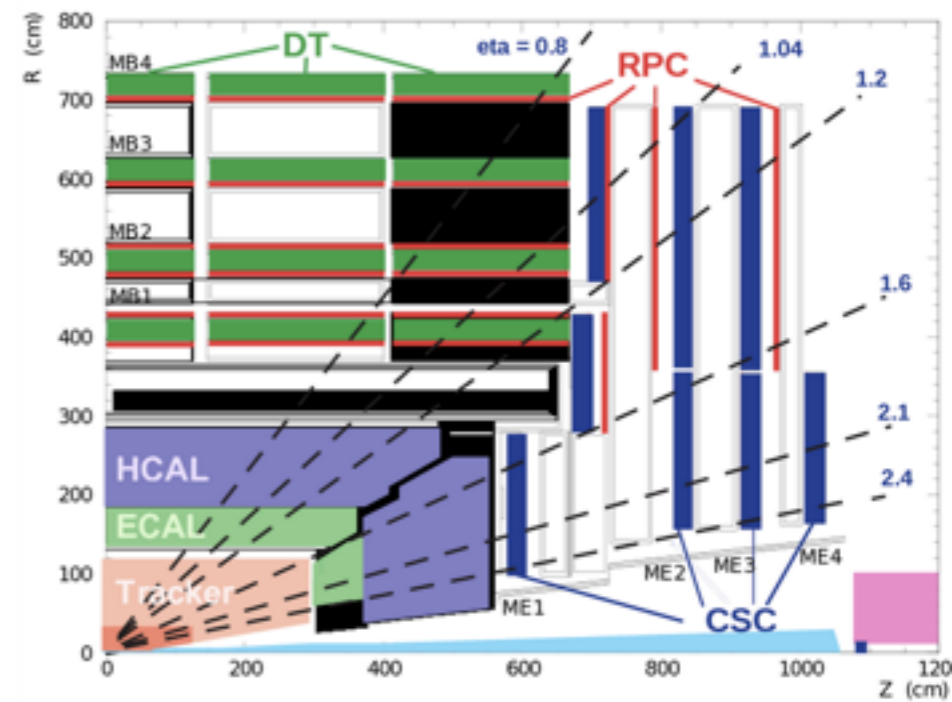 800
700
600
500
400
300
200
100
0
R (cm)
MB4
MB3
MB2
MB1
DT
eta = 0.8
RPC
1.04
1.2
1.6
2.1
2.4
HCAL
ECAL
Tracker
ME1
ME2
ME3
ME4
CSC
0
200
400
600
800
1000
120
Z (cm)